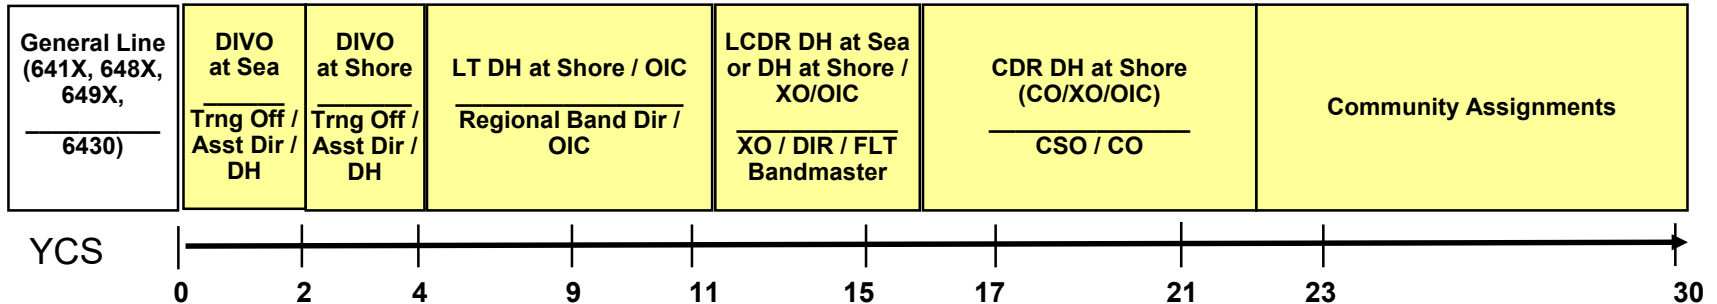 General Line
(641X, 648X,
649X,
6430)
DIVO
at Sea
Trng Off /
Asst Dir /
DH
DIVO
at Shore
Trng Off /
Asst Dir /
DH
LT DH at Shore / OIC
Regional Band Dir /
OIC
LCDR DH at Sea
or DH at Shore /
XO/OIC
XO / DIR / FLT
Bandmaster
CDR DH at Shore
(CO/XO/OIC)
CSO / CO
Community Assignments
YCS
0 2 4 9 11 15 17 21 23 30